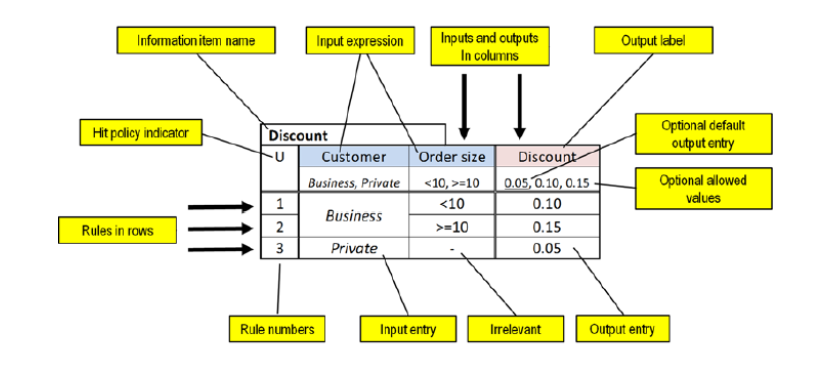 Information item name
Input expression
Inputs and outputs
In columns
Output label
Hit policy indicator
Optional default
output entry
Discount
U Customer Order size Discount
Business, Private <10, >=10 0.05, 0.10, 0.15
Optional allowed
values
1 Business <10 0.10
2 >=10 0.15
3 Private - 0.05
Rules in rows
Rule numbers
Input entry
Irrelevant
Output entry